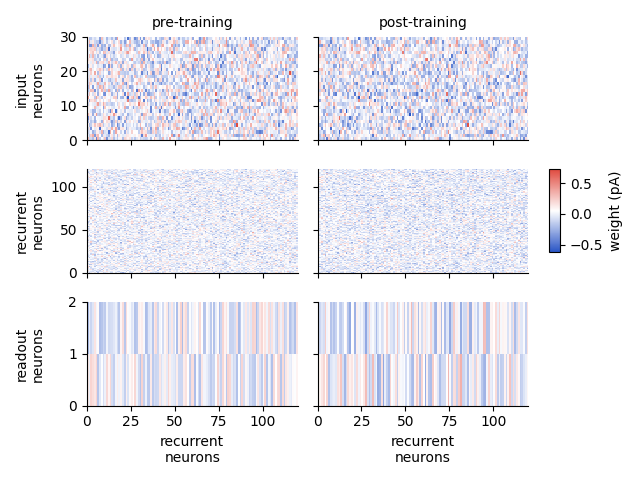 pre-training
post-training
30
20
10
0
input
neurons
100
50
0
recurrent
neurons
0.5
0.0
−0.5
weight (pA)
2
1
0
readout
neurons
0 25 50 75 100
0 25 50 75 100
recurrent
neurons
recurrent
neurons